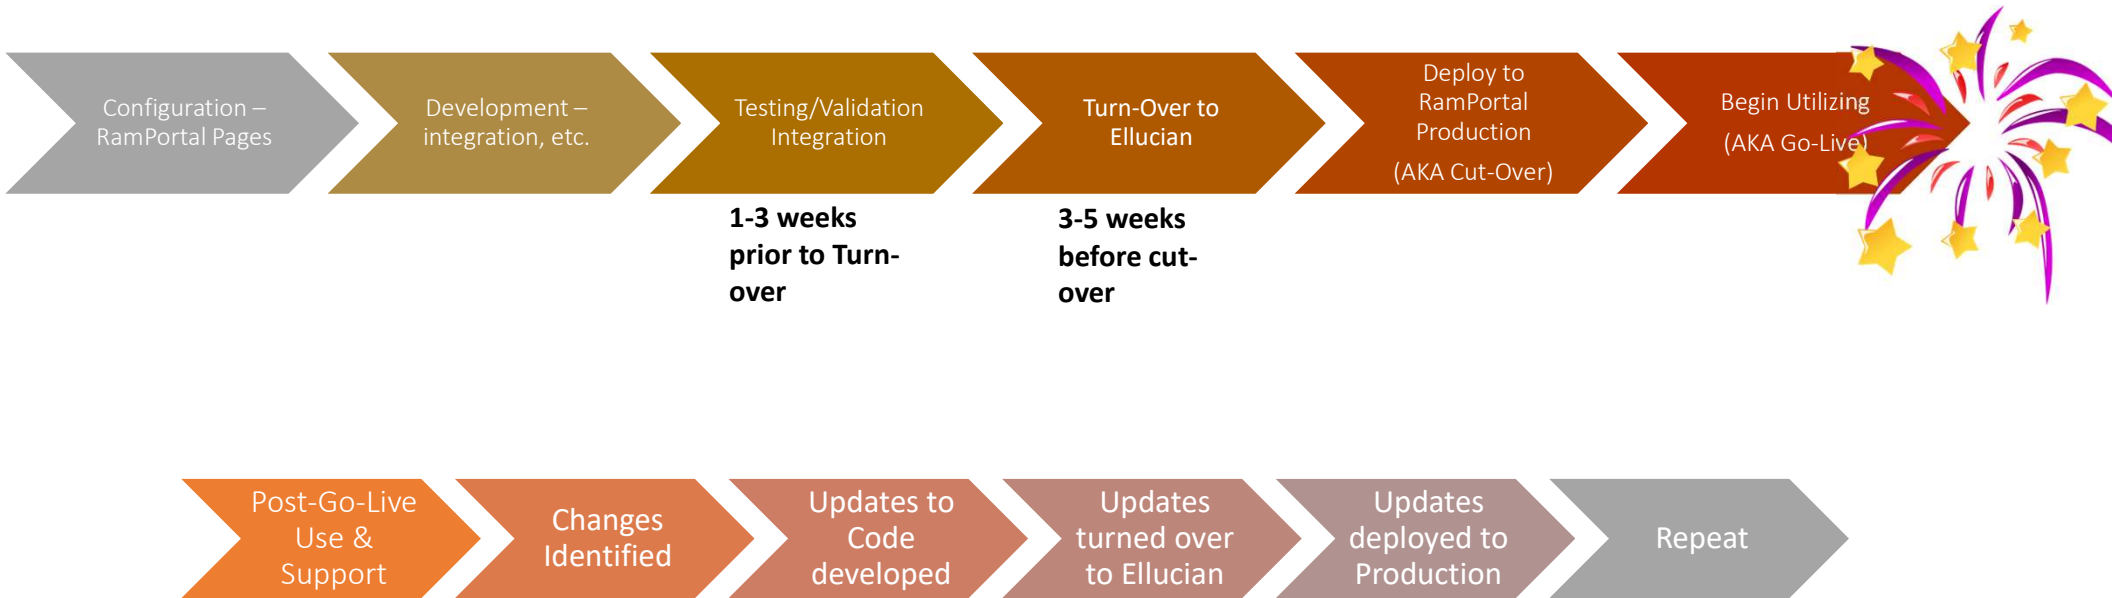 Configuration –
RamPortal Pages
Development –
integration, etc.
Testing/Validation
Integration
Turn-Over to
Ellucian
Deploy to
RamPortal
Production
(AKA Cut-Over)
Begin Utilizing
(AKA Go-Live)
1-3 weeks
prior to Turn-
over
3-5 weeks
before cut-
over
Post-Go-Live
Use &
Support
Changes
Identified
Updates to
Code
developed
Updates
turned over
to Ellucian
Updates
deployed to
Production
Repeat